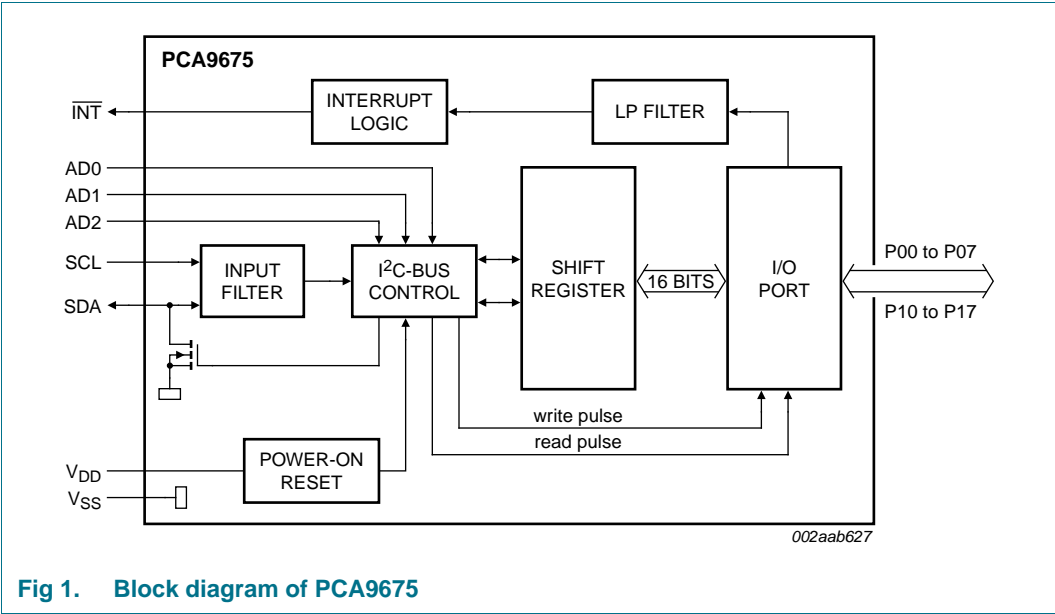 PCA9675
INTERRUPT
LOGIC
LP FILTER
INT
AD0
AD1
AD2
SCL
SDA
INPUT
FILTER
I2C-BUS
CONTROL
SHIFT
REGISTER
16 BITS
I/O
PORT
P00 to P07
P10 to P17
write pulse
read pulse
POWER-ON
RESET
VDD
VSS
002aab627
Fig 1. Block diagram of PCA9675